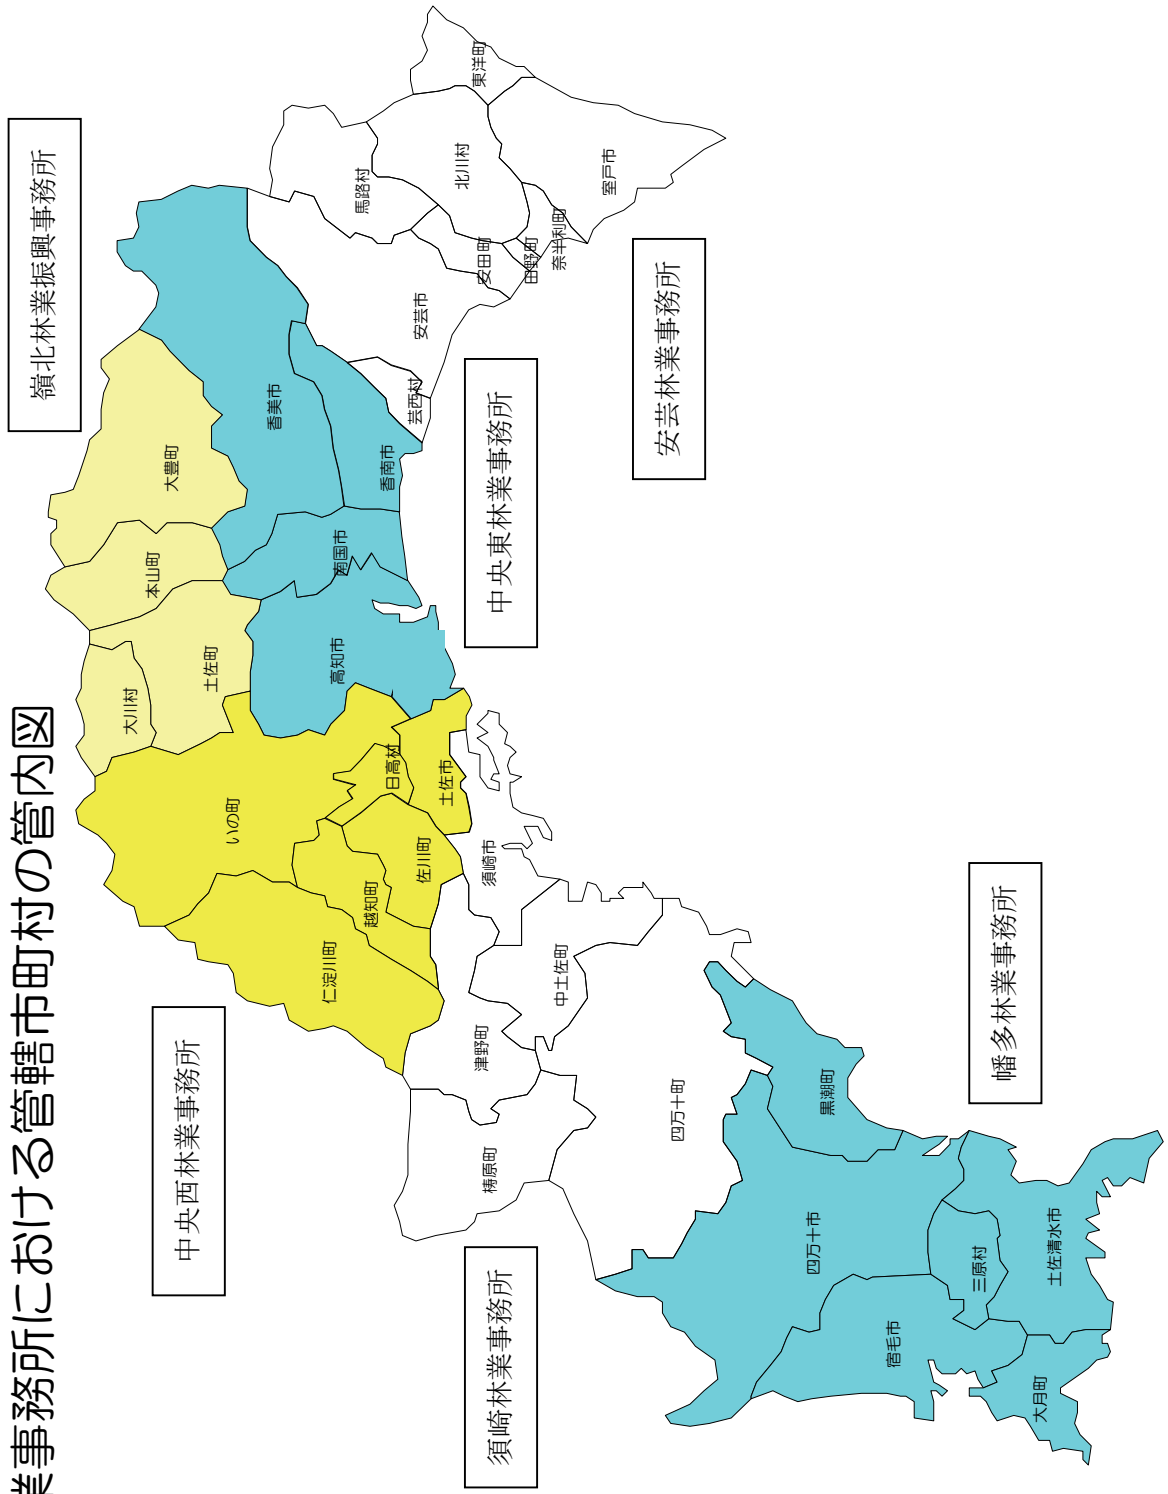 業事務所における管轄市町村の管内図
嶺北林業振興事務所
中央西林業事務所
中央東林業事務所
安芸林業事務所
須崎林業事務所
幡多林業事務所
東洋町
室戸市
北川村
馬路村
奈半利町
田野町
安田町
安芸市
芸西村
香美市
香南市
南国市
高知市
大豊町
本山町
土佐町
大川村
いの町
日高村
土佐市
佐川町
越知町
仁淀川町
須崎市
中土佐町
津野町
梼原町
四万十町
黒潮町
四万十市
三原村
土佐清水市
宿毛市
大月町